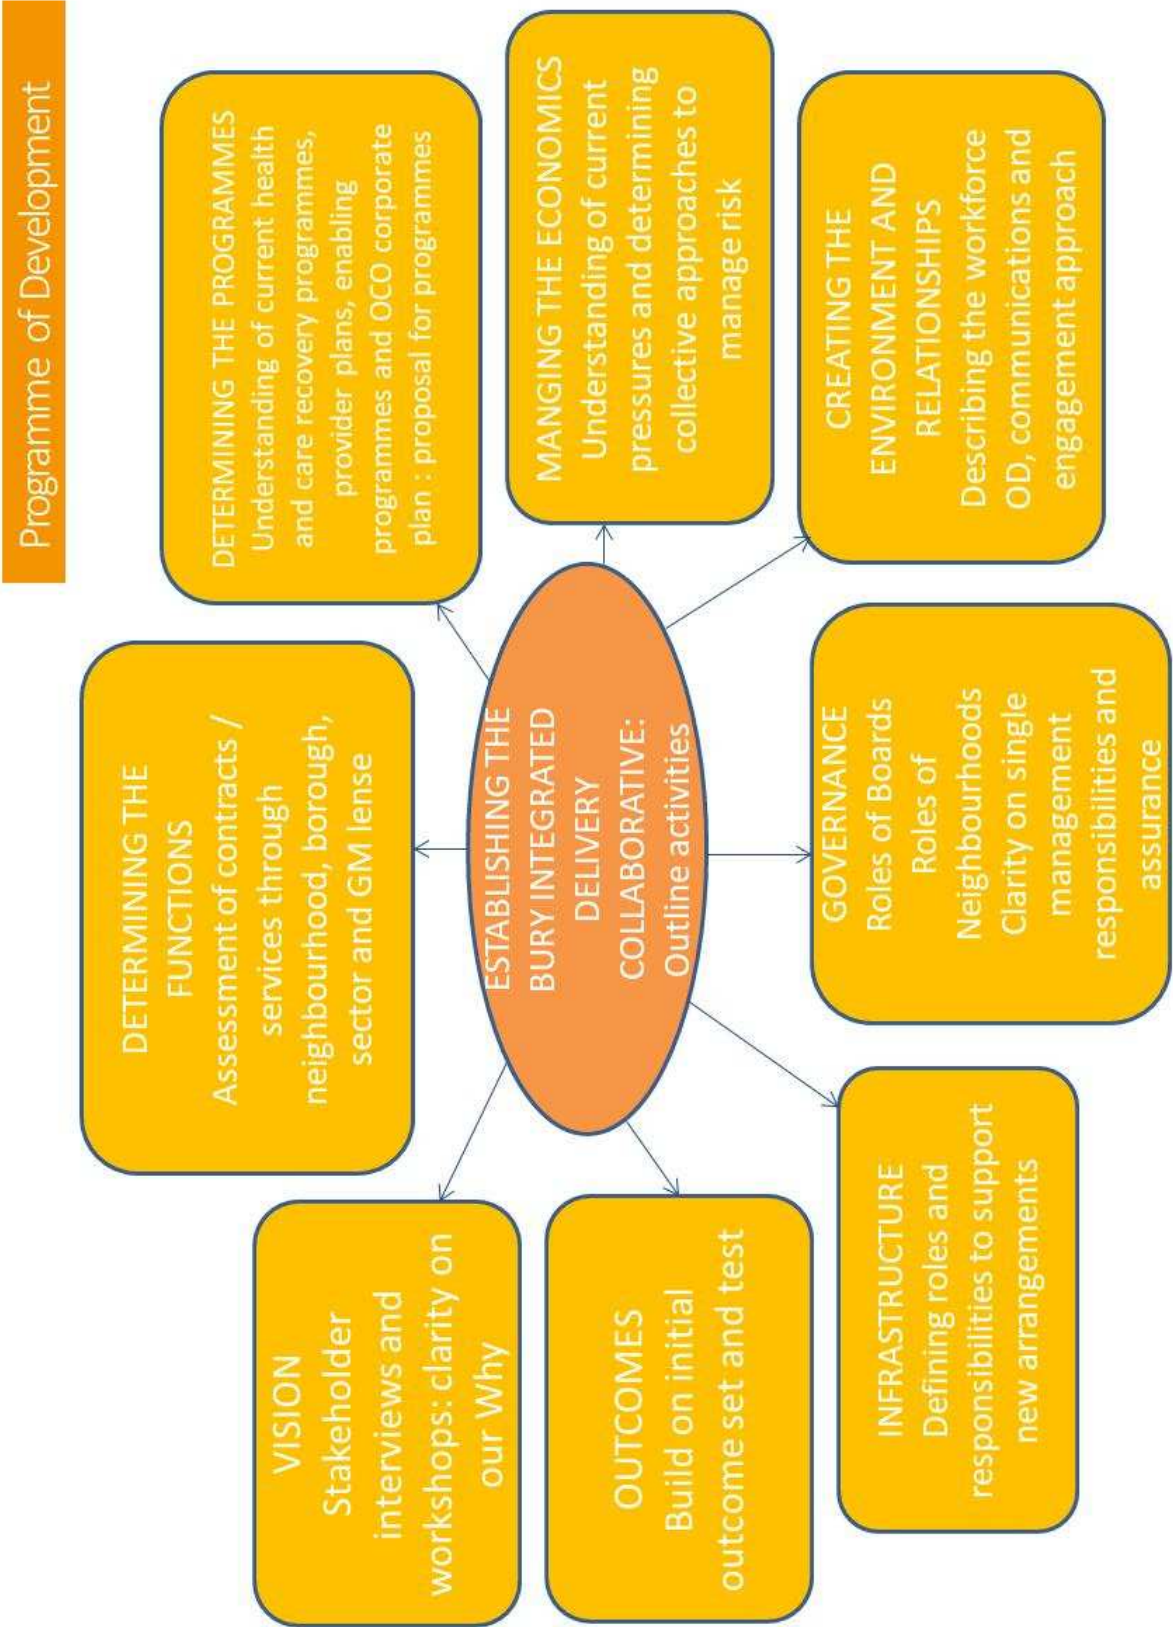 Programme of Development
VISION
Stakeholder
interviews and
workshops: clarity on
our Why
DETERMINING THE
FUNCTIONS
Assessment of contracts /
services through
neighbourhood, borough,
sector and GM lense
DETERMINING THE PROGRAMMES
Understanding of current health
and care recovery programmes,
provider plans, enabling
programmes and OCO corporate
plan : proposal for programmes
OUTCOMES
Build on initial
outcome set and test
ESTABLISHING THE
BURY INTEGRATED
DELIVERY
COLLABORATIVE:
Outline activities
MANGING THE ECONOMICS
Understanding of current
pressures and determining
collective approaches to
manage risk
INFRASTRUCTURE
Defining roles and
responsibilities to support
new arrangements
GOVERNANCE
Roles of Boards
Roles of
Neighbourhoods
Clarity on single
management
responsibilities and
assurance
CREATING THE
ENVIRONMENT AND
RELATIONSHIPS
Describing the workforce
OD, communications and
engagement approach